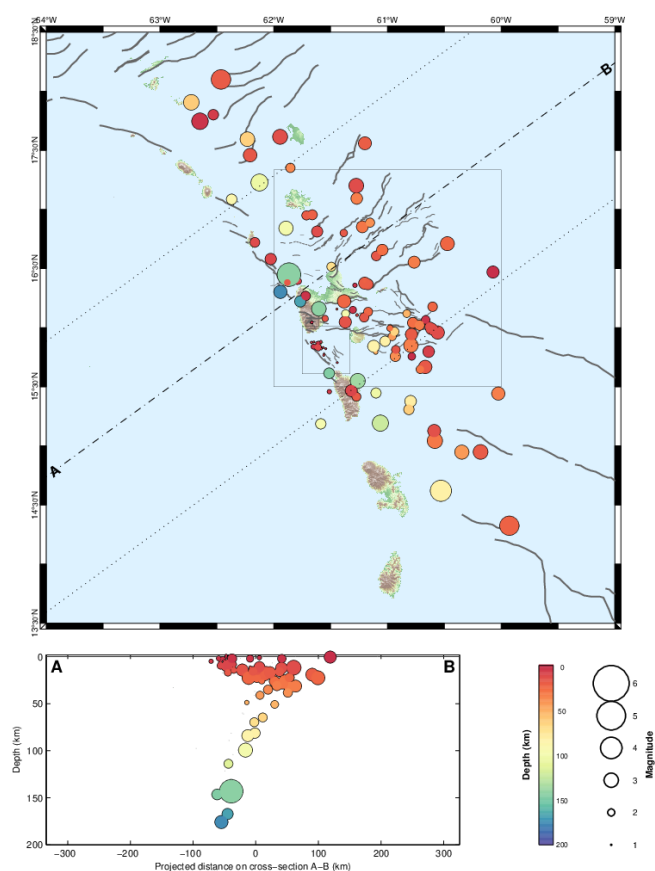 64°W 63°W 62°W 61°W 60°W 59°W
18°30'N
17°30'N
16°30'N
15°30'N
14°30'N
13°30'N
B
A
A B
0
50
100
150
200
Depth (km)
−300 −200 −100 0 100 200 300
Projected distance on cross−section A−B (km)
Depth (km)
0
50
100
150
200
6
5
4
3
2
1
Magnitude